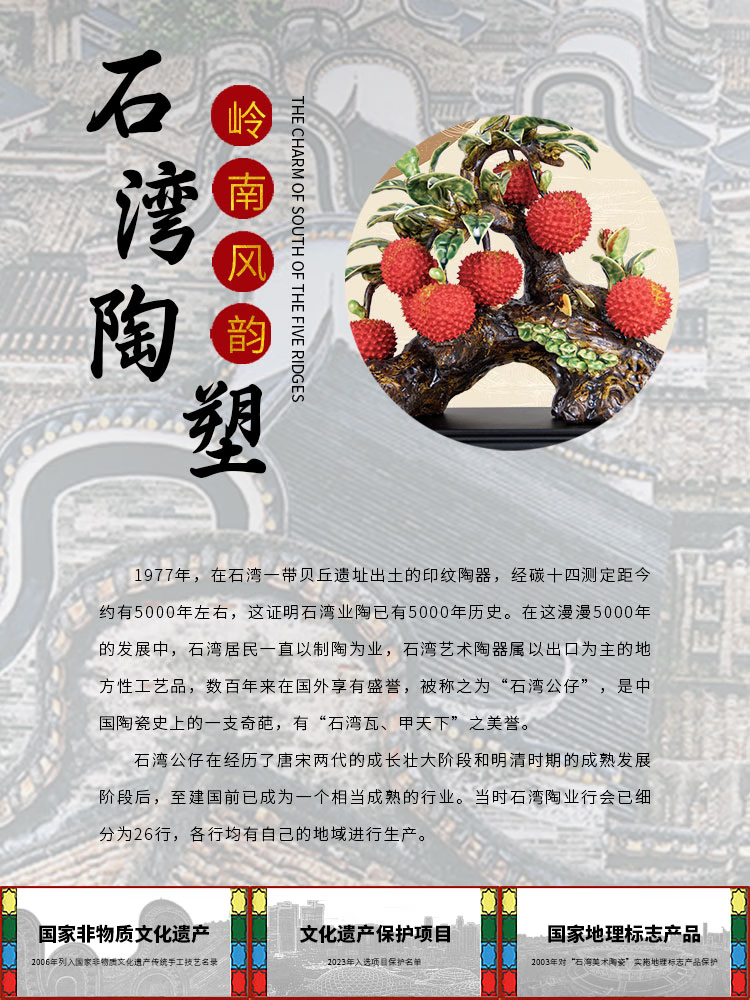 石湾陶塑
岭南风韵
THE CHARM OF SOUTH OF THE FIVE RIDGES
1977年，在石湾一带贝丘遗址出土的印纹陶器，经碳十四测定距今
约有5000年左右，这证明石湾业陶已有5000年历史。在这漫漫5000年
的发展中，石湾居民一直以制陶为业，石湾艺术陶器属以出口为主的地
方性工艺品，数百年来在国外享有盛誉，被称之为“石湾公仔”，是中
国陶瓷史上的一支奇葩，有“石湾瓦、甲天下”之美誉。
石湾公仔在经历了唐宋两代的成长壮大阶段和明清时期的成熟发展
阶段后，至建国前已成为一个相当成熟的行业。当时石湾陶业行会已细
分为26行，各行均有自己的地域进行生产。
国家非物质文化遗产
2006年列入国家非物质文化遗产传统手工技艺名录
文化遗产保护项目
2023年入选项目保护名单
国家地理标志产品
2003年对“石湾美术陶瓷”实施地理标志产品保护